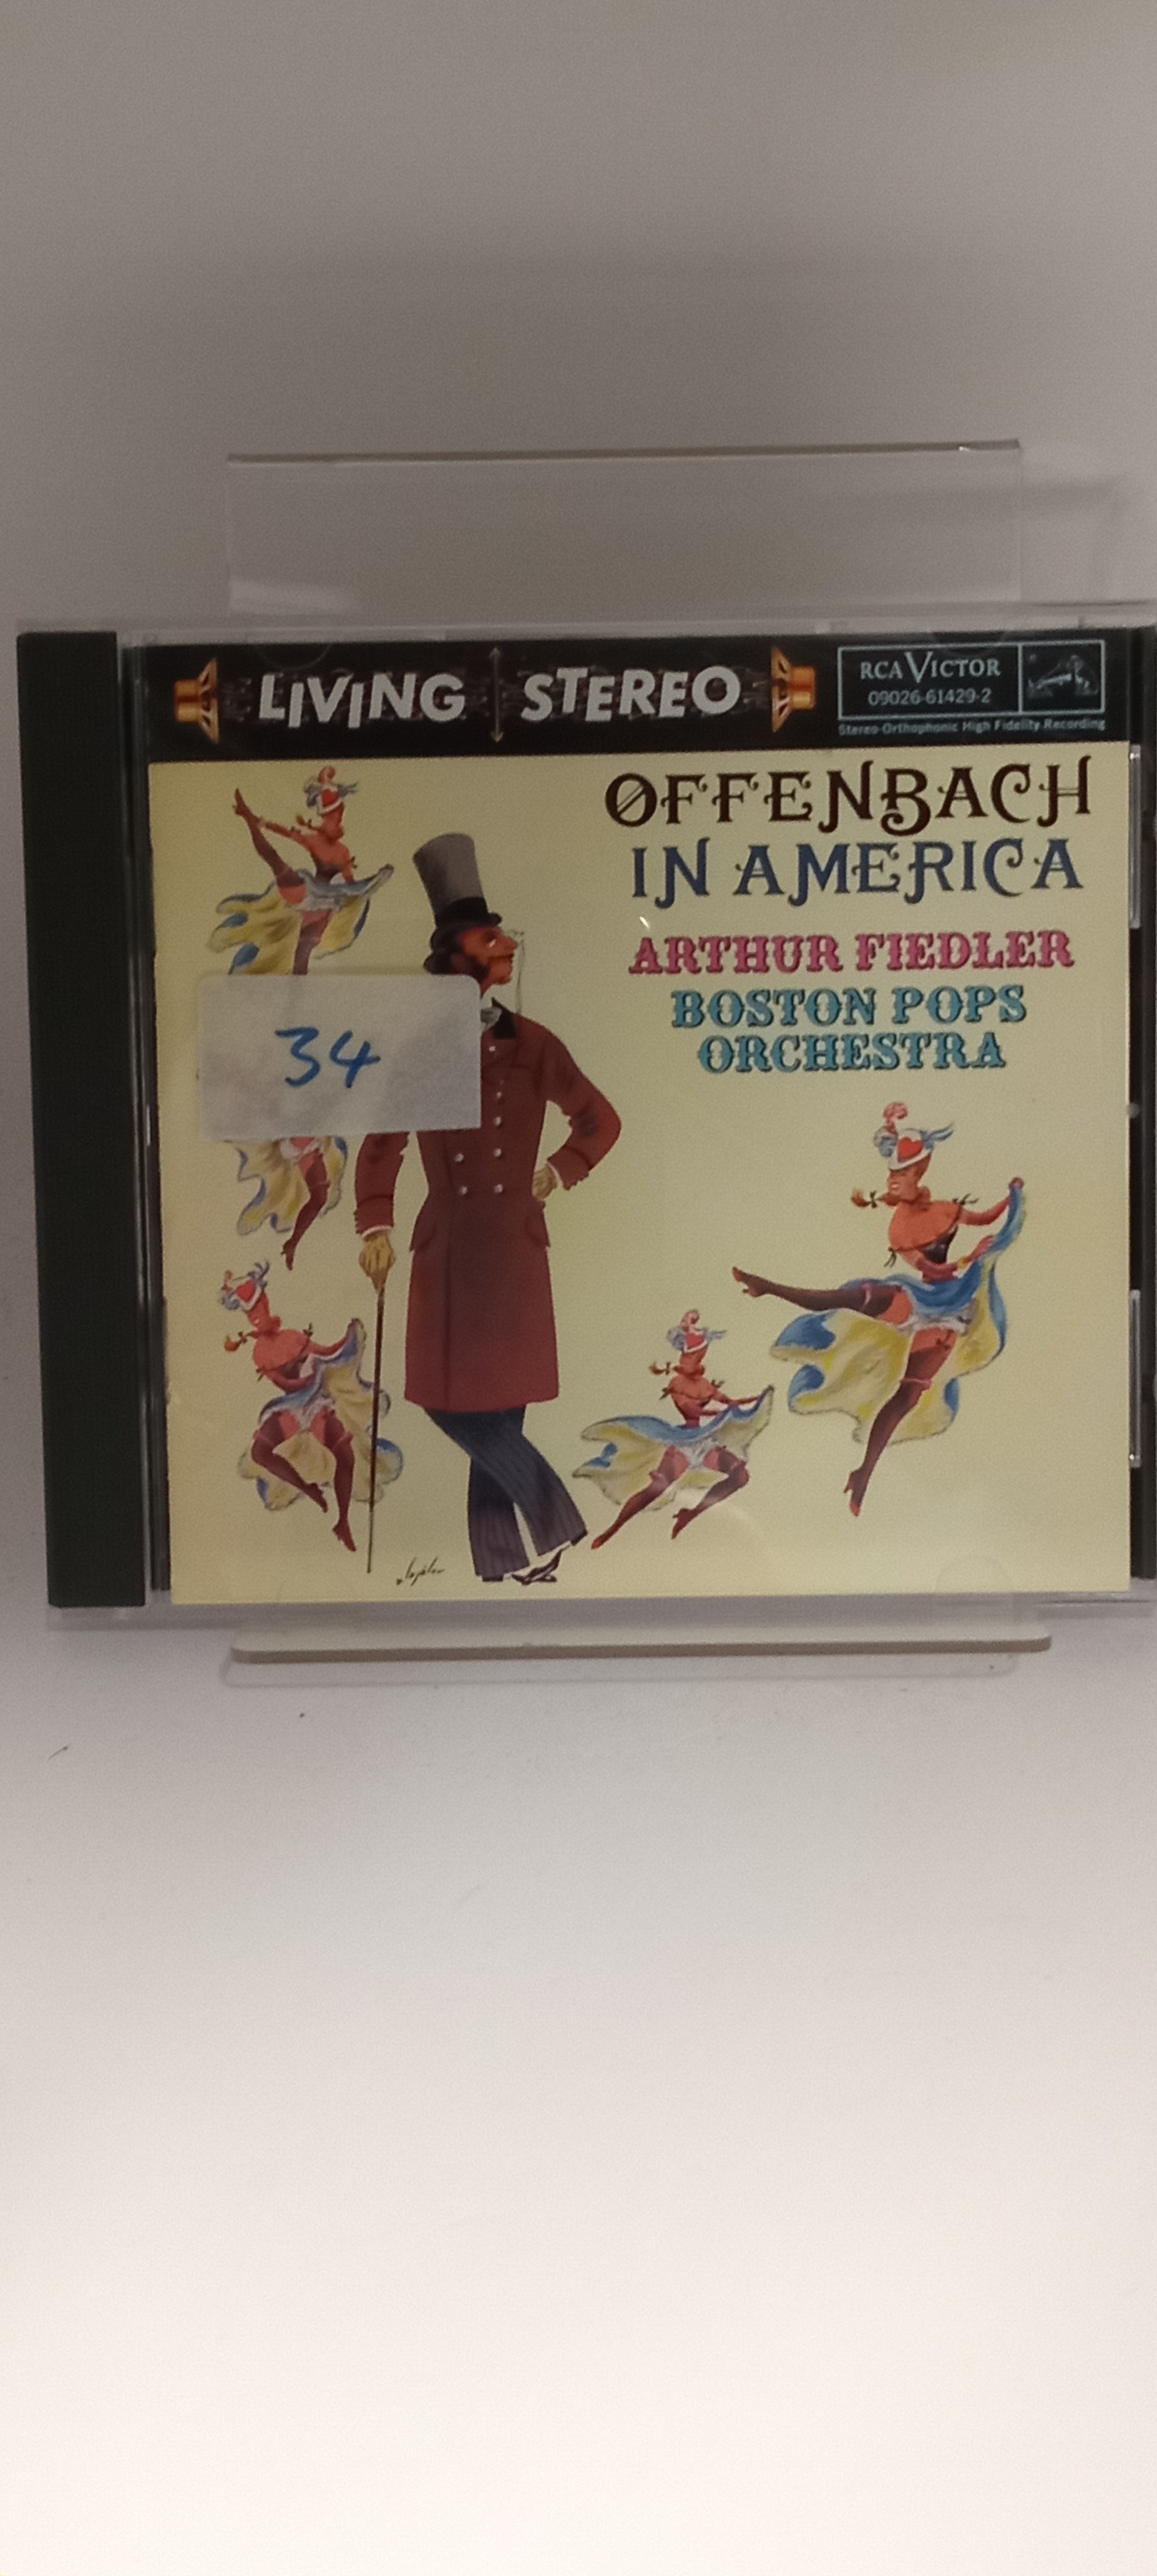 LIVING STEREO
RCA VICTOR
09026-61429-2
Stereo-Orthophonic High Fidelity Recording
OFFENBACH
IN AMERICA
ARTHUR FIEDLER
BOSTON POPS
ORCHESTRA
34